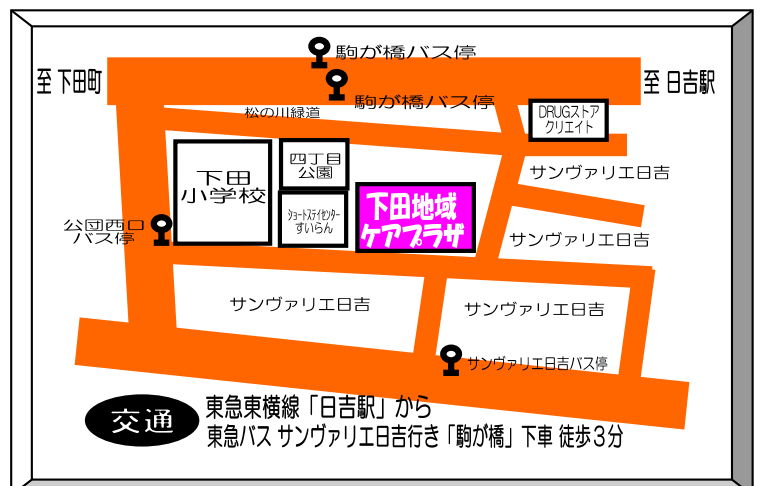 駒が橋バス停
至 下田町
至 日吉駅
駒が橋バス停
松の川緑道
DRUGストア
クリエイト
四丁目
公園
下田
小学校
サンヴァリエ日吉
下田地域
ケアプラザ
ショートステイセンター
すいらん
公団西口
バス停
サンヴァリエ日吉
サンヴァリエ日吉
サンヴァリエ日吉
サンヴァリエ日吉バス停
交通
東急東横線「日吉駅」から
東急バス サンヴァリエ日吉行き「駒が橋」下車 徒歩３分